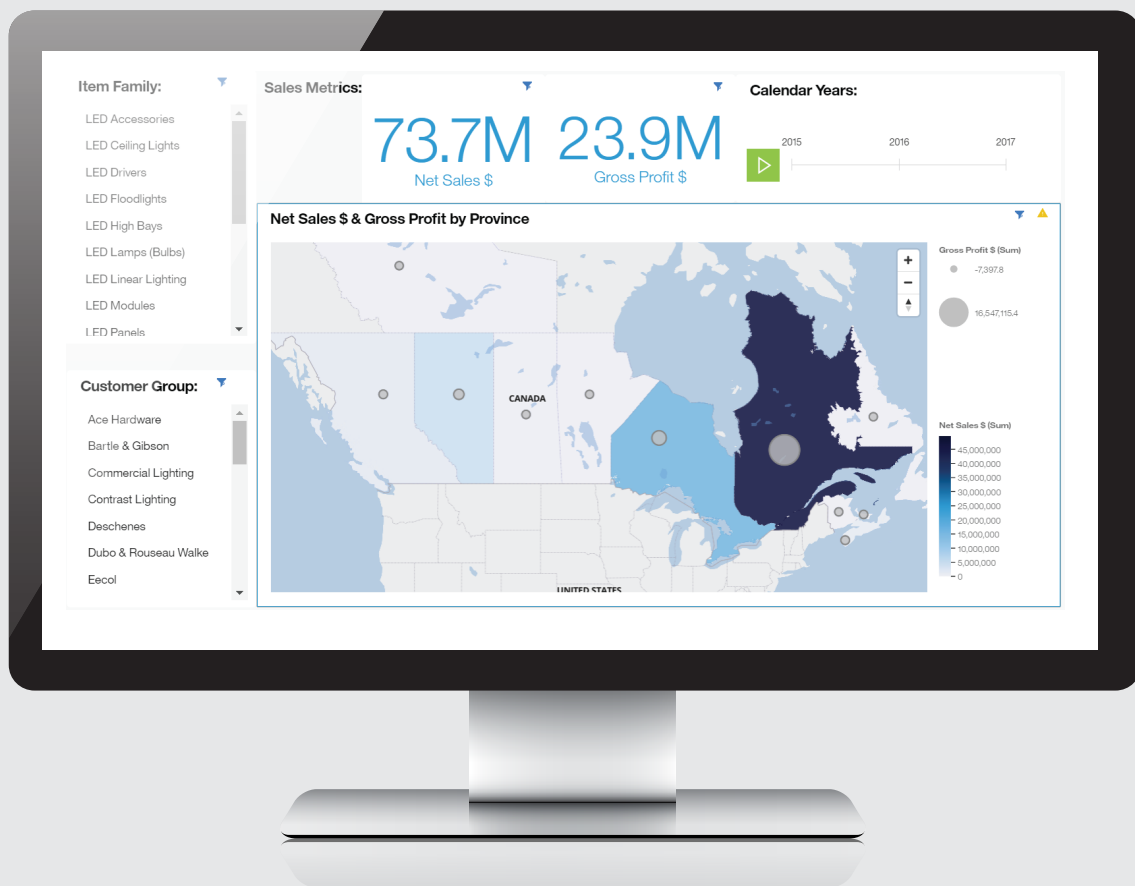 Item Family:
LED Accessories
LED Ceiling Lights
LED Drivers
LED Floodlights
LED High Bays
LED Lamps (Bulbs)
LED Linear Lighting
LED Modules
LED Panels
Customer Group:
Ace Hardware
Bartle & Gibson
Commercial Lighting
Contrast Lighting
Deschenes
Dubo & Rouseau Walke
Eecol
Sales Metrics:
73.7M
Net Sales $
23.9M
Gross Profit $
Calendar Years:
2015
2016
2017
Net Sales $ & Gross Profit by Province
CANADA
UNITED STATES
+
−
Gross Profit $ (Sum)
-7,397.8
16,547,115.4
Net Sales $ (Sum)
45,000,000
40,000,000
35,000,000
30,000,000
25,000,000
20,000,000
15,000,000
10,000,000
5,000,000
0